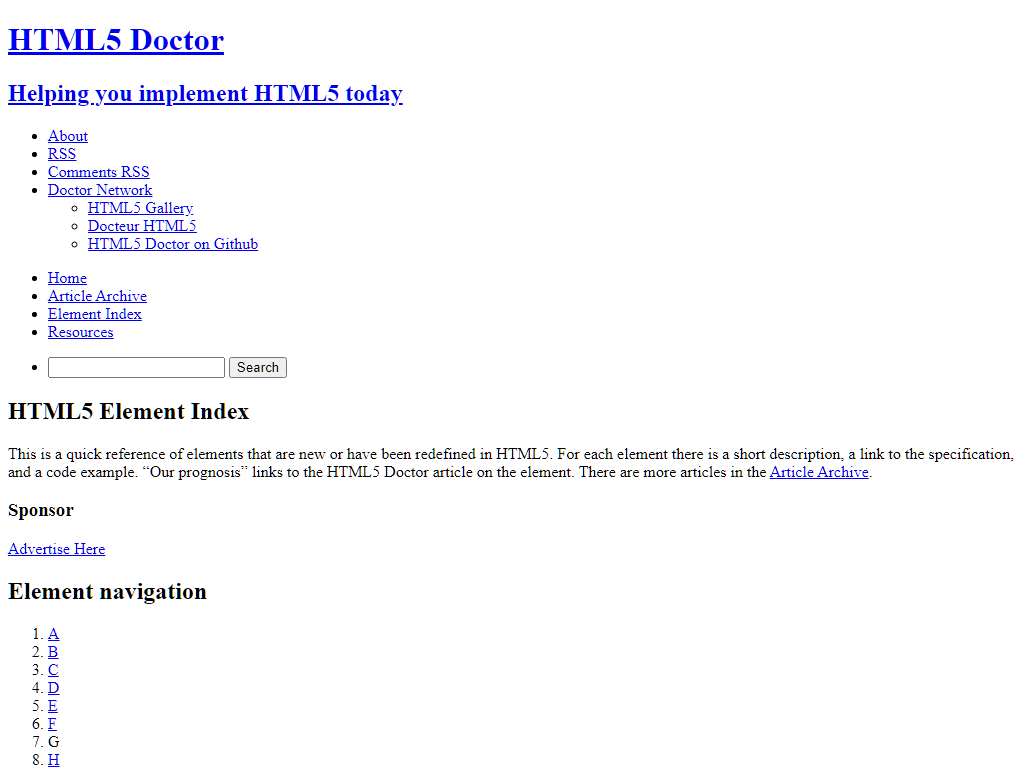 HTML5 Doctor
Helping you implement HTML5 today
About
RSS
Comments RSS
Doctor Network
HTML5 Gallery
Docteur HTML5
HTML5 Doctor on Github
Home
Article Archive
Element Index
Resources
Search
HTML5 Element Index
This is a quick reference of elements that are new or have been redefined in HTML5. For each element there is a short description, a link to the specification,
and a code example. “Our prognosis” links to the HTML5 Doctor article on the element. There are more articles in the Article Archive.
Sponsor
Advertise Here
Element navigation
1. A
2. B
3. C
4. D
5. E
6. F
7. G
8. H